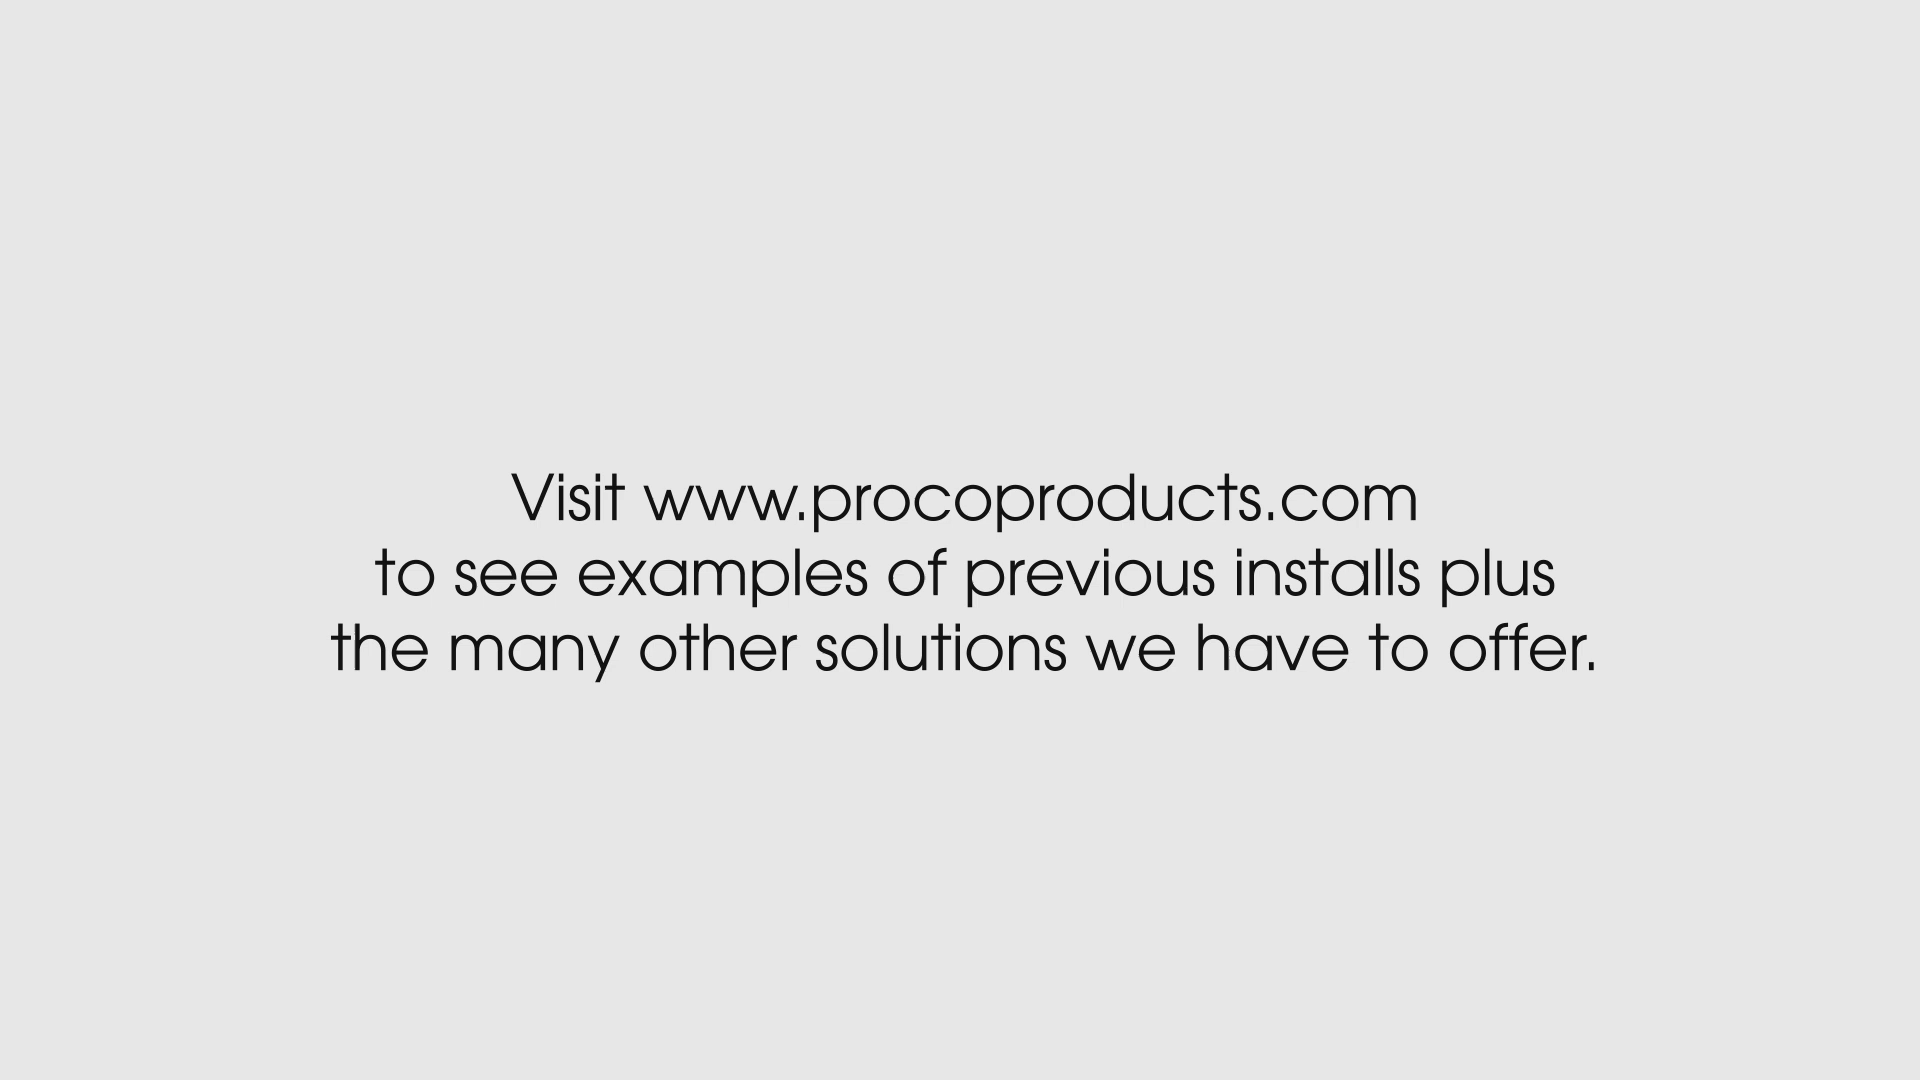 Visit www.procoproducts.com
to see examples of previous installs plus
the many other solutions we have to offer.